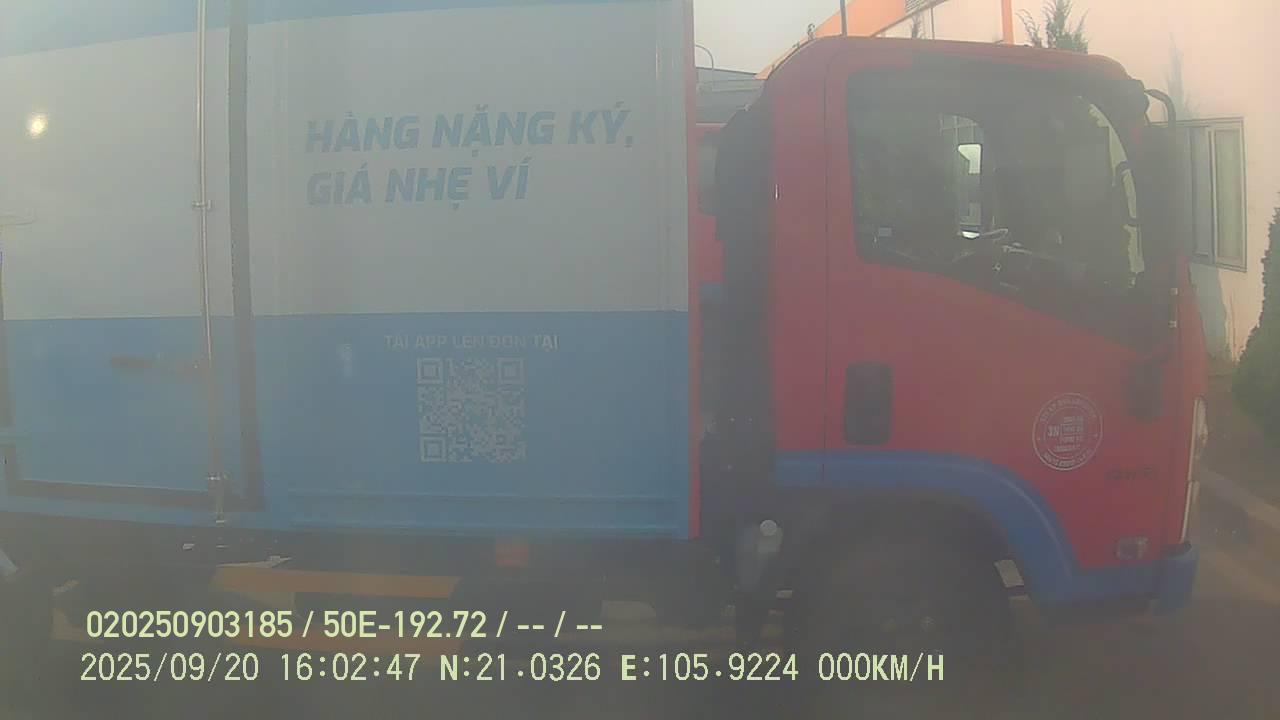 HÀNG NẶNG KÝ,
GIÁ NHẸ VÍ
TẢI APP LÊN ĐƠN TẠI
3N
020250903185 / 50E-192.72 / -- / --
2025/09/20 16:02:47 N:21.0326 E:105.9224 000KM/H